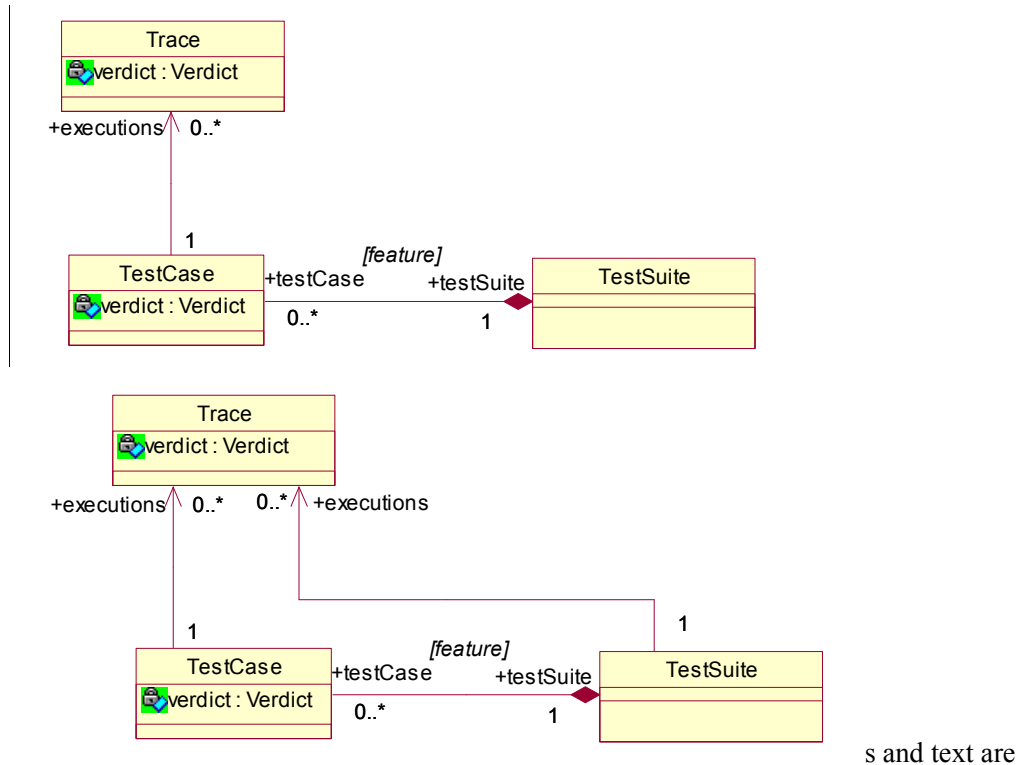 Trace
verdict : Verdict
+executions 0..*
1
[feature]
TestCase +testCase +testSuite TestSuite
verdict : Verdict
0..* 1
Trace
verdict : Verdict
+executions 0..* 0..* +executions
1 1
[feature]
TestCase +testCase +testSuite TestSuite
verdict : Verdict
0..* 1
s and text are